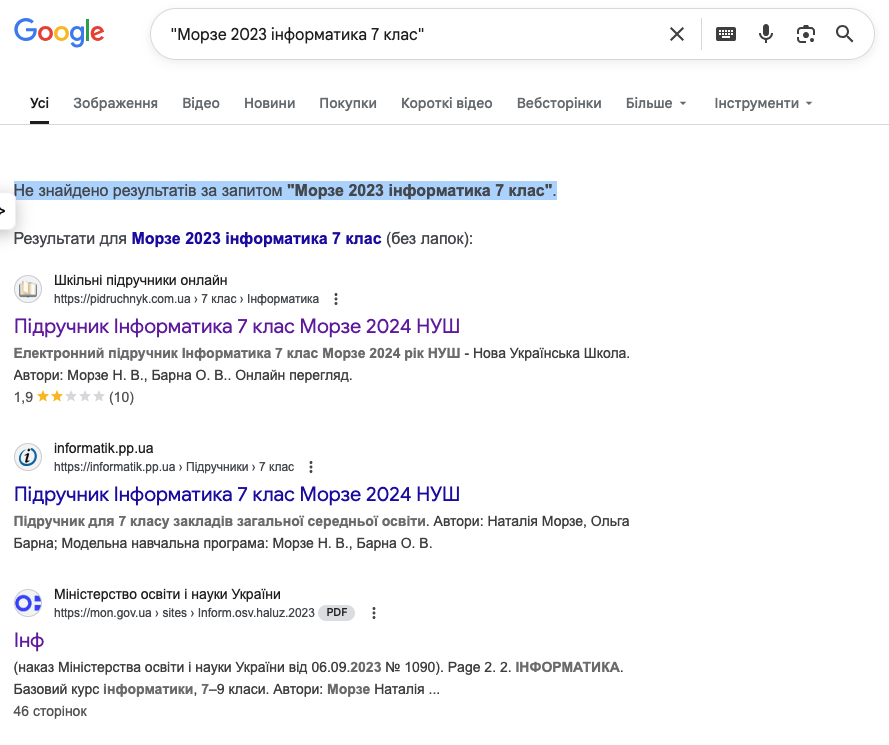 Google
"Морзе 2023 інформатика 7 клас"
Усі Зображення Відео Новини Покупки Короткі відео Вебсторінки Більше Інструменти
Не знайдено результатів за запитом "Морзе 2023 інформатика 7 клас".
Результати для Морзе 2023 інформатика 7 клас (без лапок):
Шкільні підручники онлайн
https://pidruchnyk.com.ua › 7 клас › Інформатика
Підручник Інформатика 7 клас Морзе 2024 НУШ
Електронний підручник Інформатика 7 клас Морзе 2024 рік НУШ - Нова Українська Школа.
Автори: Морзе Н. В., Барна О. В.. Онлайн перегляд.
1,9 (10)
informatik.pp.ua
https://informatik.pp.ua › Підручники › 7 клас
Підручник Інформатика 7 клас Морзе 2024 НУШ
Підручник для 7 класу закладів загальної середньої освіти. Автори: Наталія Морзе, Ольга
Барна; Модельна навчальна програма: Морзе Н. В., Барна О. В.
Міністерство освіти і науки України
https://mon.gov.ua › sites › Inform.osv.haluz.2023 PDF
Інф
(наказ Міністерства освіти і науки України від 06.09.2023 № 1090). Page 2. 2. ІНФОРМАТИКА.
Базовий курс інформатики, 7–9 класи. Автори: Морзе Наталія ...
46 сторінок